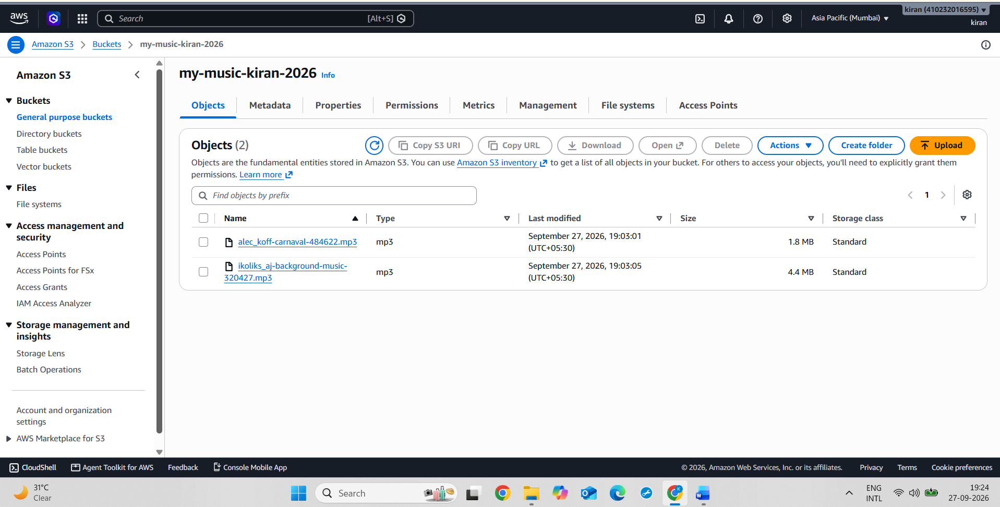 aws
Search
[Alt+S]
Asia Pacific (Mumbai)
kiran (410232016595)
kiran
Amazon S3
Buckets
my-music-kiran-2026
Amazon S3
Buckets
General purpose buckets
Directory buckets
Table buckets
Vector buckets
Files
File systems
Access management and
security
Access Points
Access Points for FSx
Access Grants
IAM Access Analyzer
Storage management and
insights
Storage Lens
Batch Operations
Account and organization
settings
AWS Marketplace for S3
my-music-kiran-2026 Info
Objects Metadata Properties Permissions Metrics Management File systems Access Points
Objects (2)
Copy S3 URI
Copy URL
Download
Open
Delete
Actions
Create folder
Upload
Objects are the fundamental entities stored in Amazon S3. You can use Amazon S3 inventory to get a list of all objects in your bucket. For others to access your objects, you'll need to explicitly grant them
permissions. Learn more
Find objects by prefix
1
Name Type Last modified Size Storage class
alec_koff-carnaval-484622.mp3 mp3 September 27, 2026, 19:03:01 1.8 MB Standard
(UTC+05:30)
ikoliks_aj-background-music- mp3 September 27, 2026, 19:03:05 4.4 MB Standard
320427.mp3 (UTC+05:30)
CloudShell Agent Toolkit for AWS Feedback Console Mobile App © 2026, Amazon Web Services, Inc. or its affiliates. Privacy Terms Cookie preferences
31°C
Clear
Search
K
W
ENG
INTL
19:24
27-09-2026